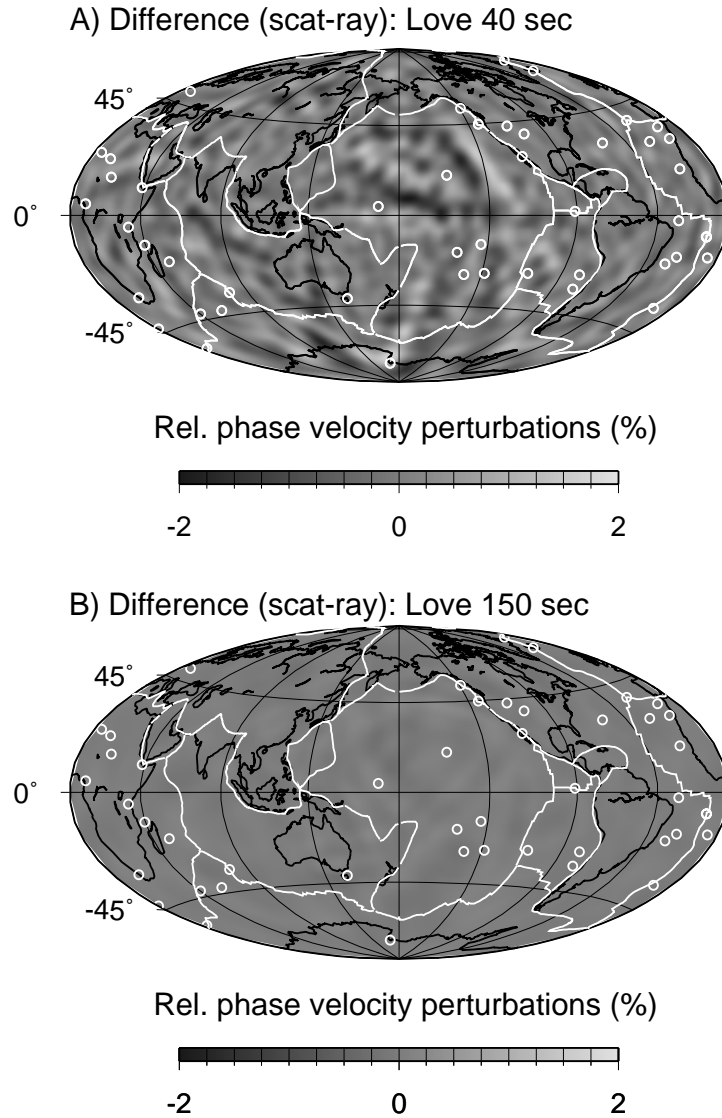 A) Difference (scat-ray): Love 40 sec
45˚
0˚
-45˚
Rel. phase velocity perturbations (%)
-2 0 2
B) Difference (scat-ray): Love 150 sec
45˚
0˚
-45˚
Rel. phase velocity perturbations (%)
-2 0 2